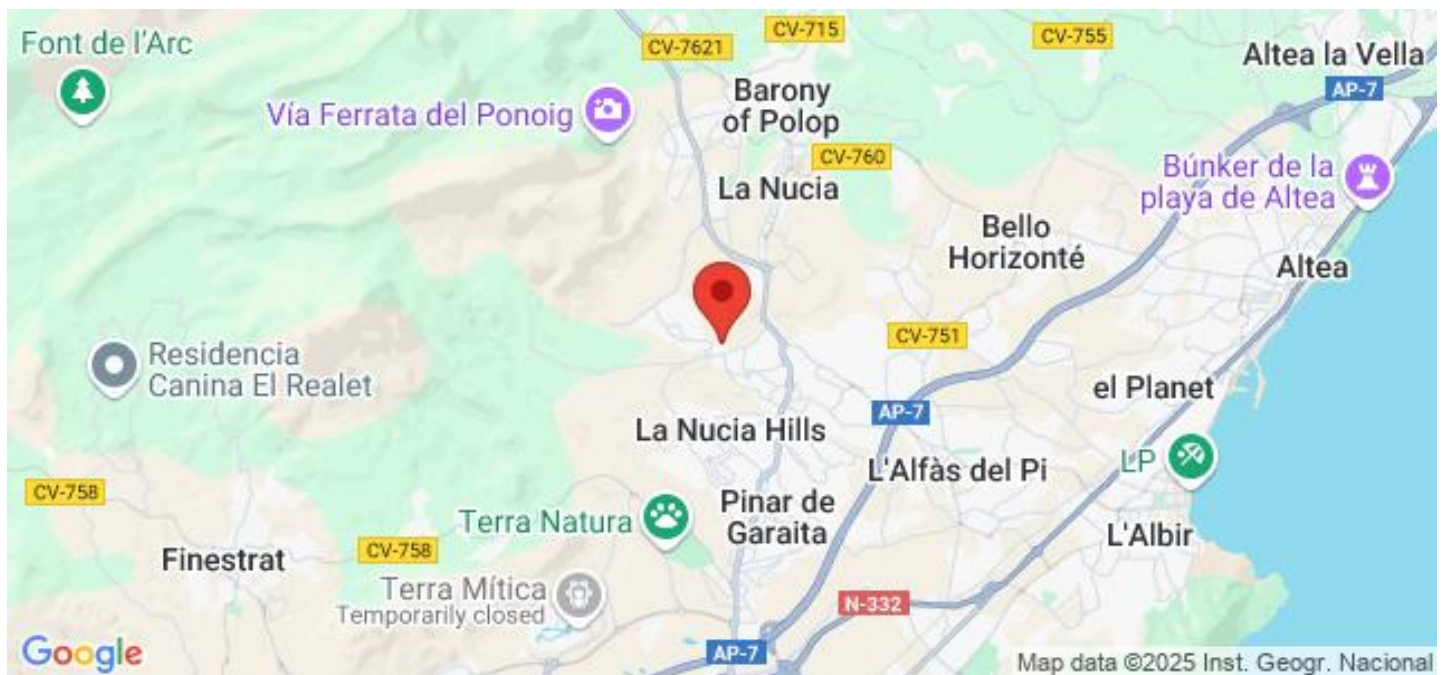 Font de l'Arc
CV-7621
CV-715
CV-755
Altea la Vella
AP-7
Vía Ferrata del Ponoig
Barony
of Polop
CV-760
La Nucia
Búnker de la
playa de Altea
Bello
Horizonté
Altea
Residencia
Canina El Realet
CV-751
el Planet
AP-7
La Nucia Hills
L'Alfàs del Pi
LP
CV-758
Terra Natura
Pinar de
Garaita
L'Albir
Finestrat
CV-758
Terra Mítica
Temporarily closed
N-332
Google
AP-7
Map data ©2025 Inst. Geogr. Nacional